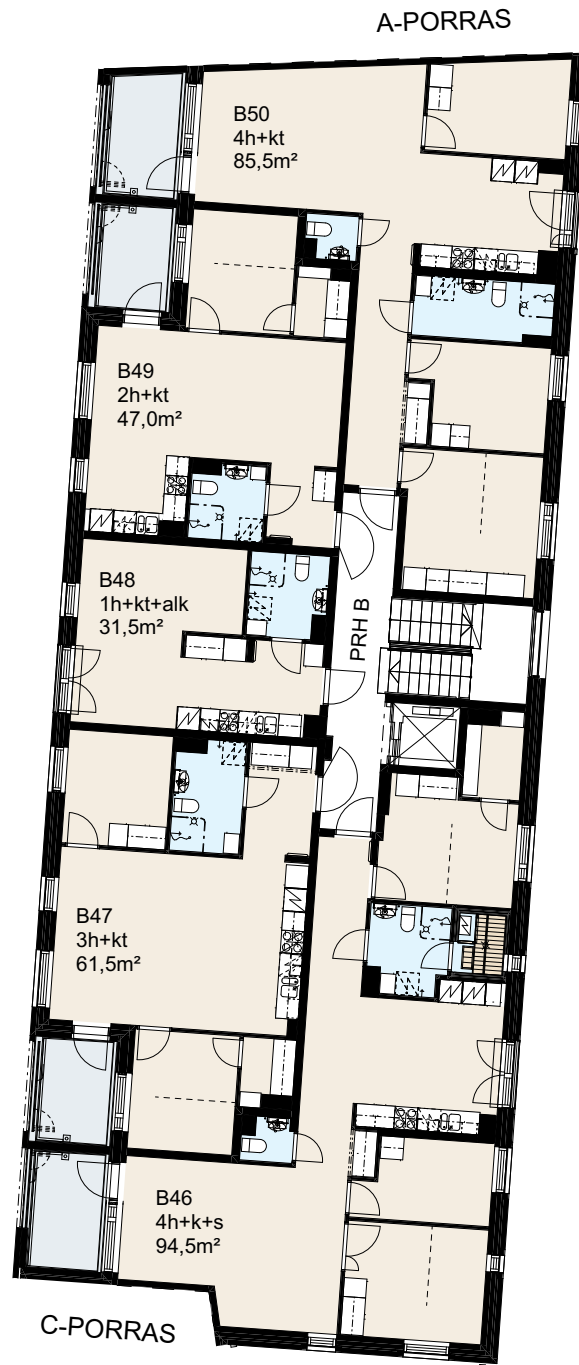 A-PORRAS
B50
4h+kt
85,5m²
B49
2h+kt
47,0m²
B48
1h+kt+alk
31,5m²
PRH B
B47
3h+kt
61,5m²
B46
4h+k+s
94,5m²
C-PORRAS